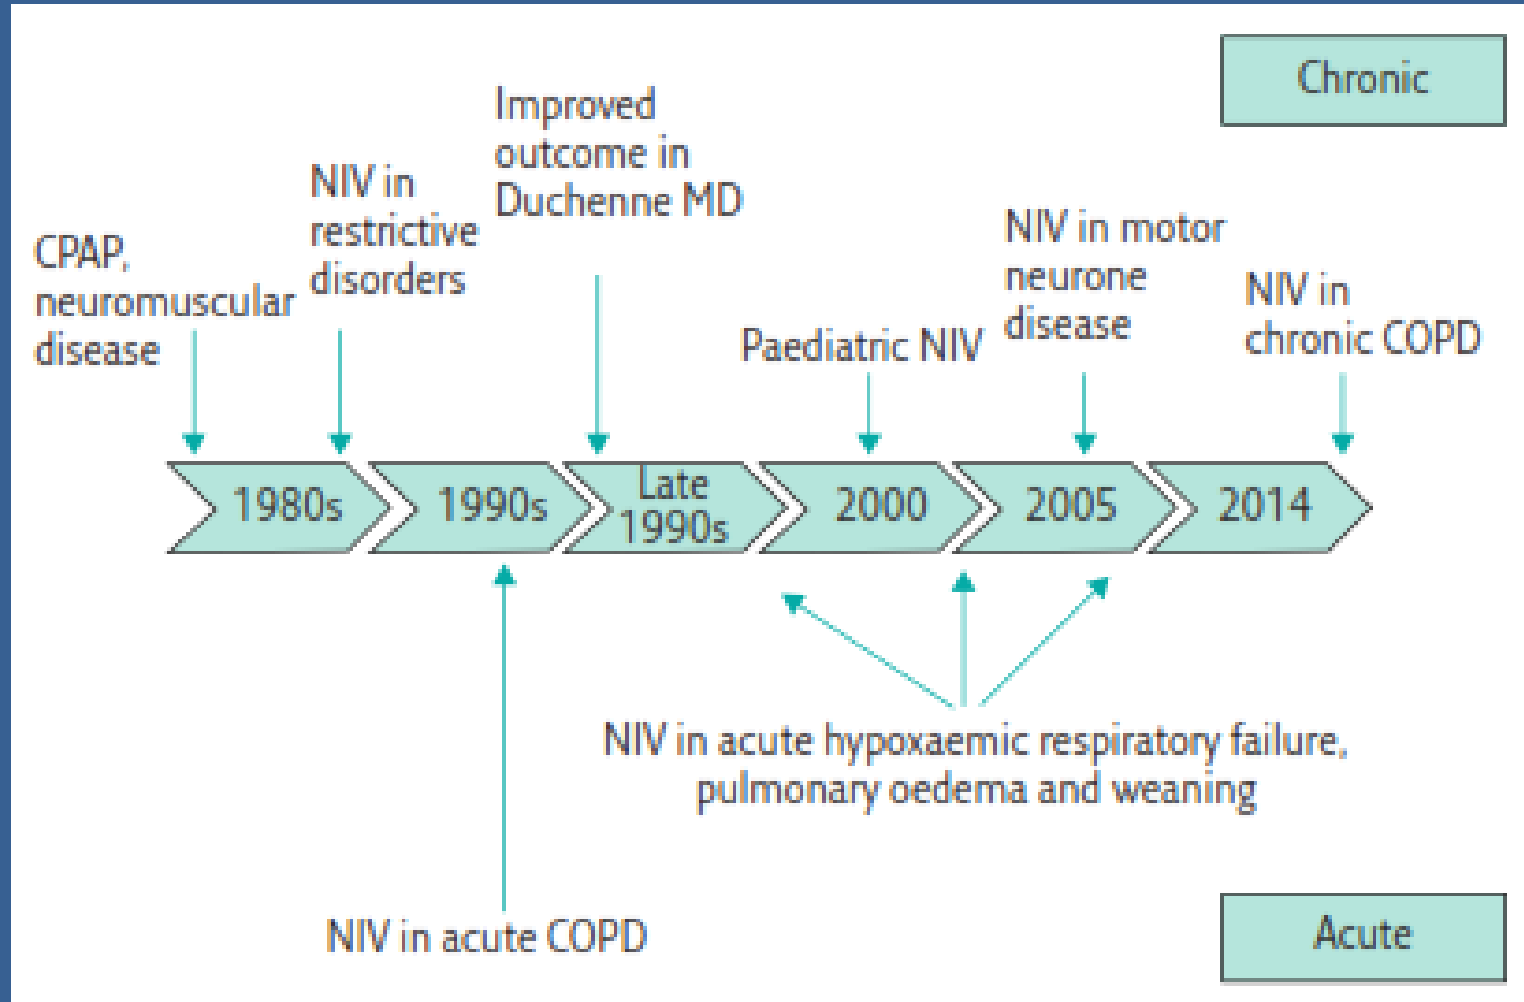 Chronic
Improved
outcome in
Duchenne MD
NIV in
restrictive
disorders
CPAP,
neuromuscular
disease
NIV in motor
neurone
disease
NIV in
chronic COPD
Paediatric NIV
1980s
1990s
Late
1990s
2000
2005
2014
NIV in acute hypoxaemic respiratory failure,
pulmonary oedema and weaning
NIV in acute COPD
Acute